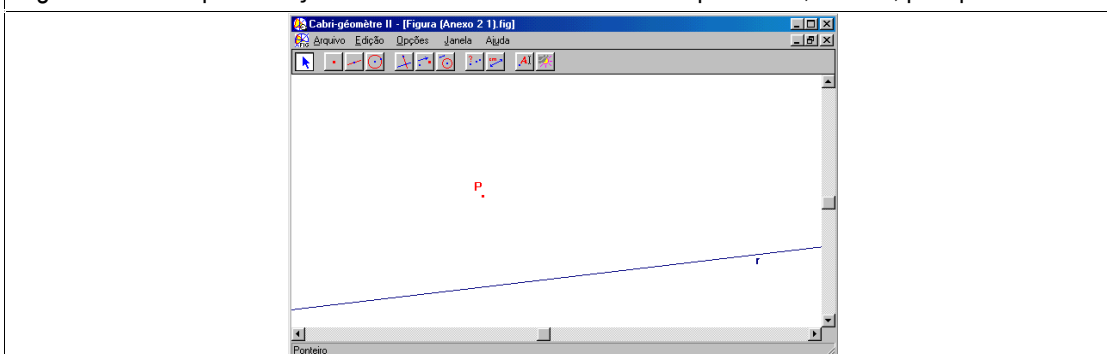 Cabri-géomètre II - [Figura (Anexo 2 1).fig]
Arquivo Edição Opções Janela Ajuda
P
r
Ponteiro